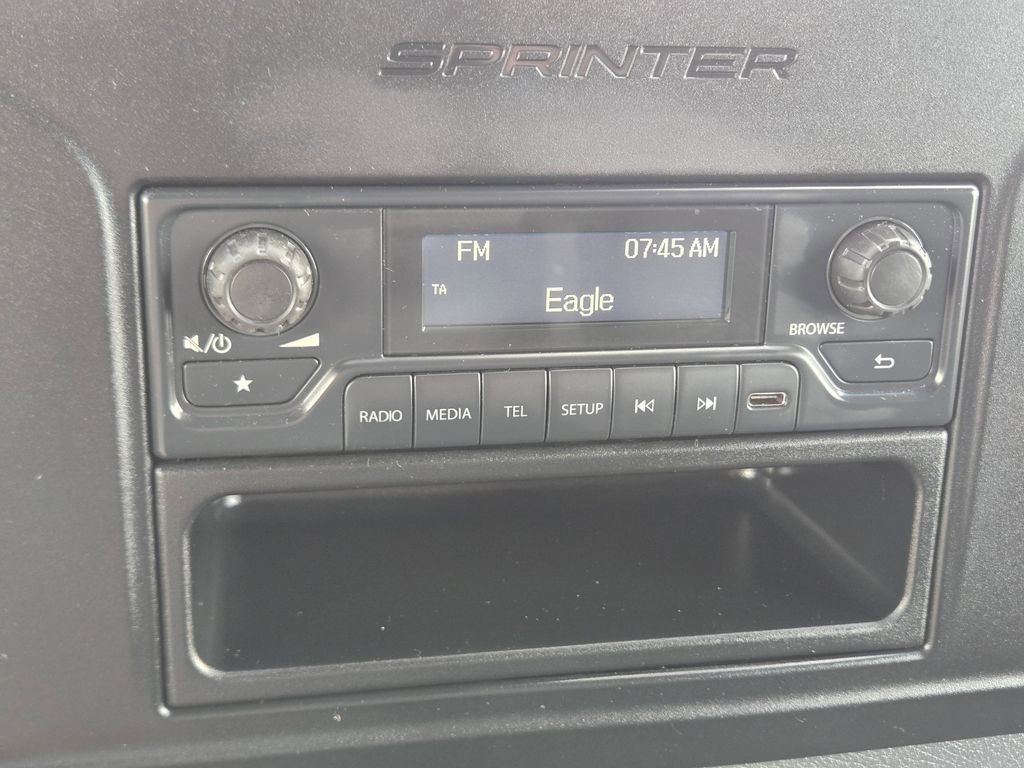 SPRINTER
FM 07:45 AM
TA
Eagle
BROWSE
RADIO MEDIA TEL SETUP